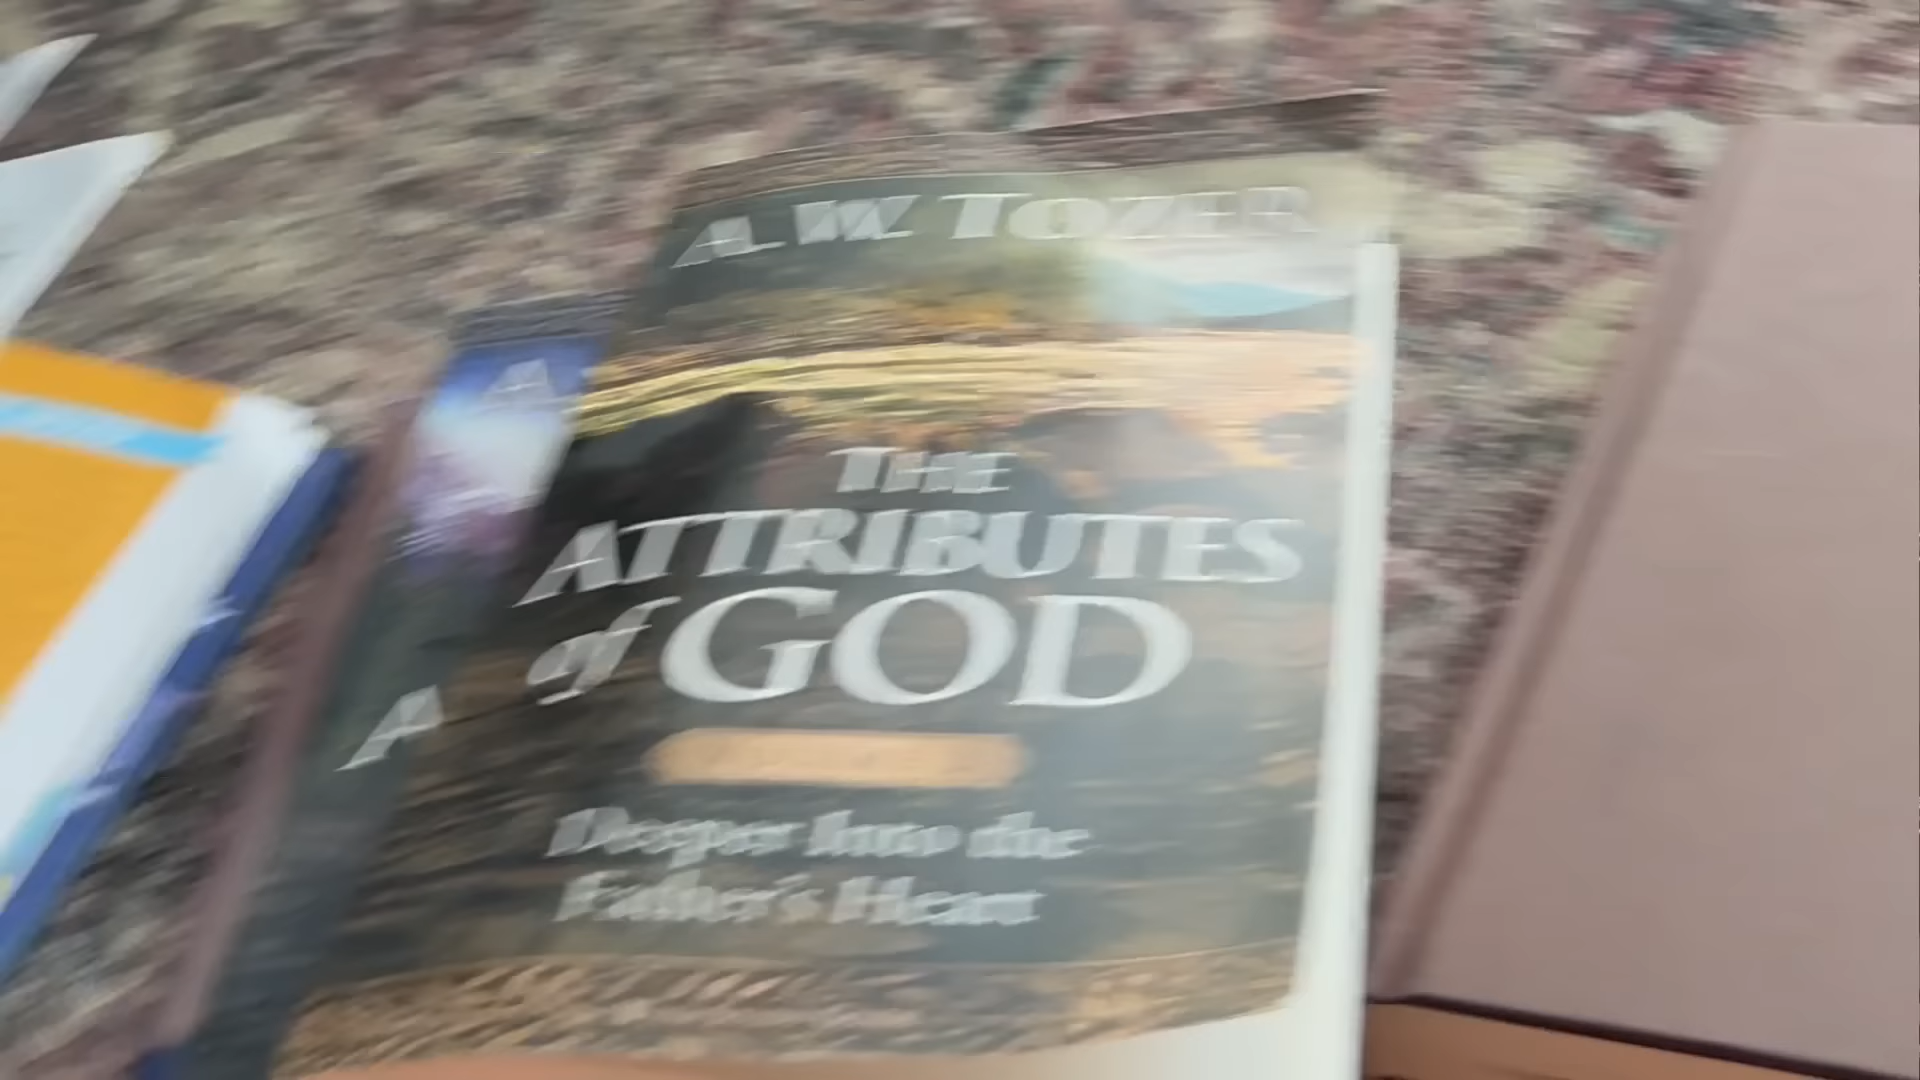 A.W. TOZER
THE
ATTRIBUTES
of GOD
Deeper Into the
Father's Heart
A
A